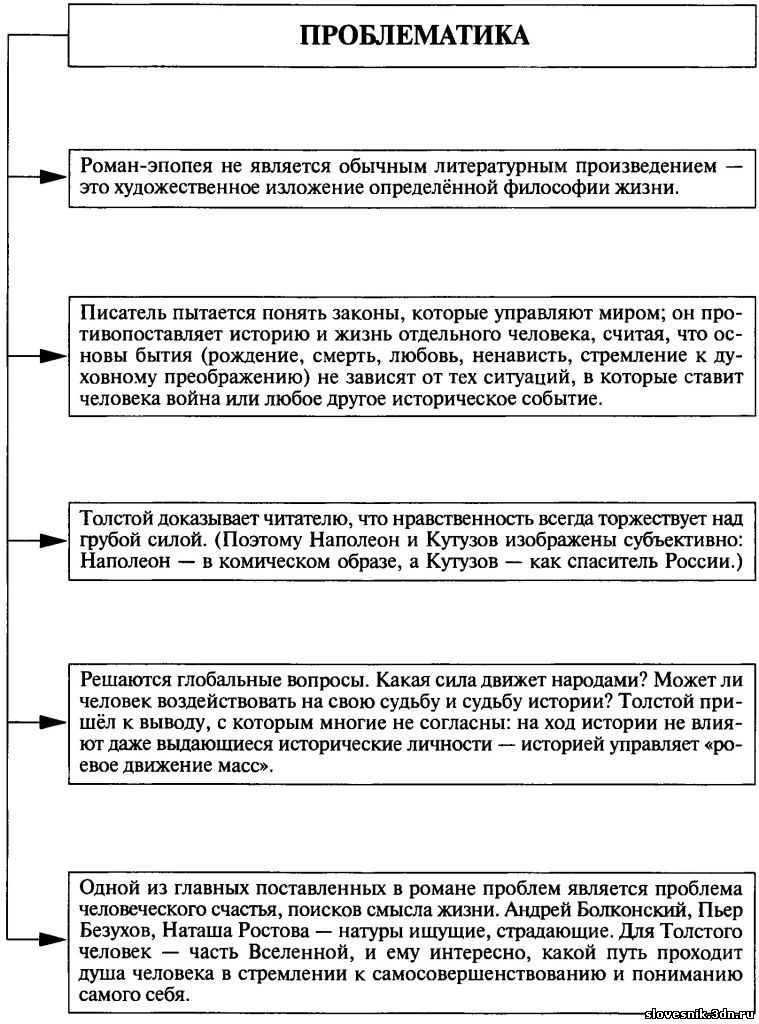 ПРОБЛЕМАТИКА
Роман-эпопея не является обычным литературным произведением —
это художественное изложение определённой философии жизни.
Писатель пытается понять законы, которые управляют миром; он про-
тивопоставляет историю и жизнь отдельного человека, считая, что ос-
новы бытия (рождение, смерть, любовь, ненависть, стремление к ду-
ховному преображению) не зависят от тех ситуаций, в которые ставит
человека война или любое другое историческое событие.
Толстой доказывает читателю, что нравственность всегда торжествует над
грубой силой. (Поэтому Наполеон и Кутузов изображены субъективно:
Наполеон — в комическом образе, а Кутузов — как спаситель России.)
Решаются глобальные вопросы. Какая сила движет народами? Может ли
человек воздействовать на свою судьбу и судьбу истории? Толстой при-
шёл к выводу, с которым многие не согласны: на ход истории не влия-
ют даже выдающиеся исторические личности — историей управляет «ро-
евое движение масс».
Одной из главных поставленных в романе проблем является проблема
человеческого счастья, поисков смысла жизни. Андрей Болконский, Пьер
Безухов, Наташа Ростова — натуры ищущие, страдающие. Для Толстого
человек — часть Вселенной, и ему интересно, какой путь проходит
душа человека в стремлении к самосовершенствованию и пониманию
самого себя.
slovesnik.3dn.ru